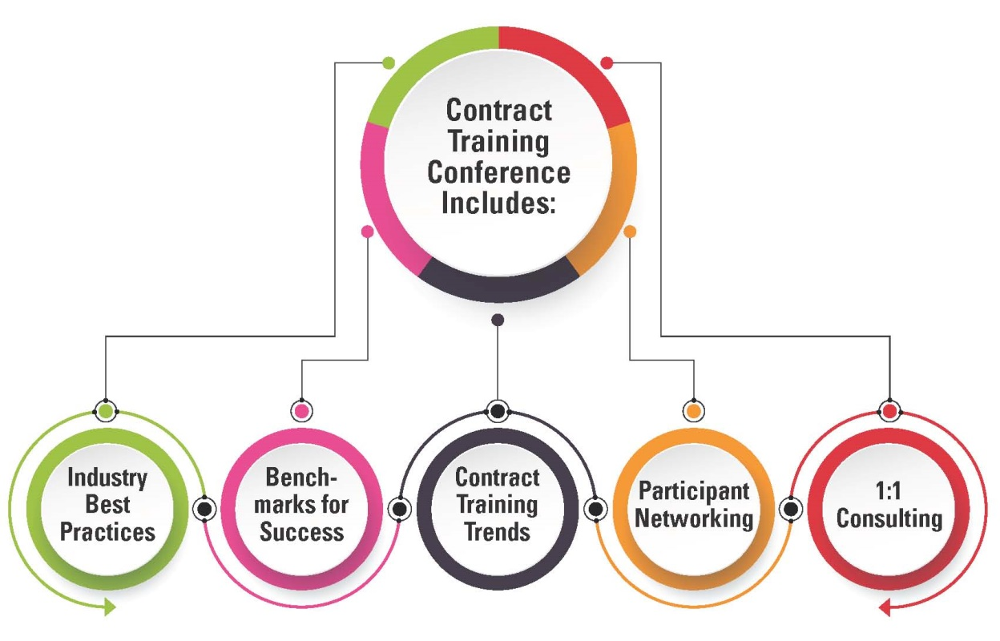 Contract
Training
Conference
Includes:
Industry
Best
Practices
Bench-
marks for
Success
Contract
Training
Trends
Participant
Networking
1:1
Consulting